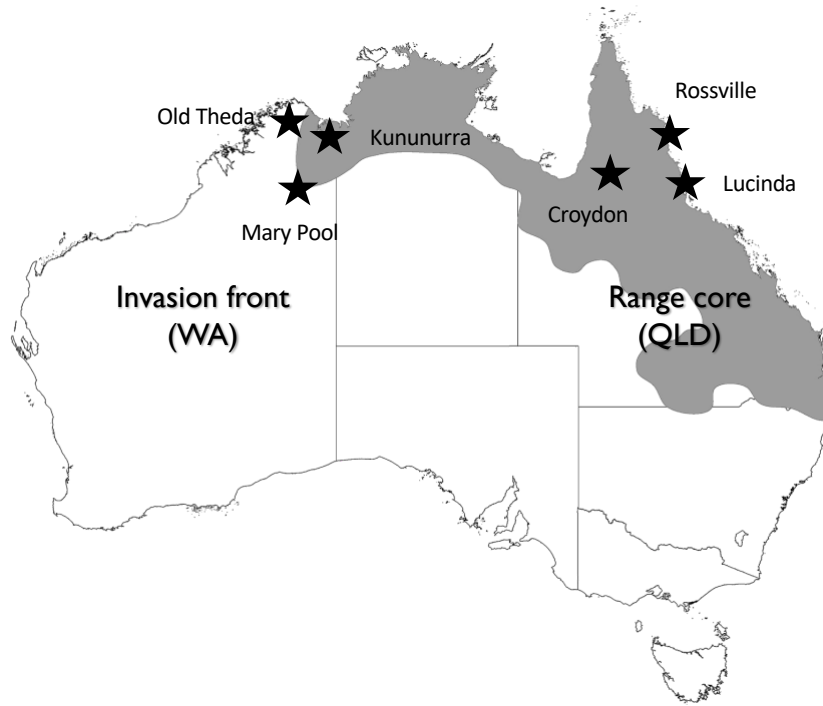 Rossville
Old Theda
Kununurra
Lucinda
Croydon
Mary Pool
Invasion front
(WA)
Range core
(QLD)